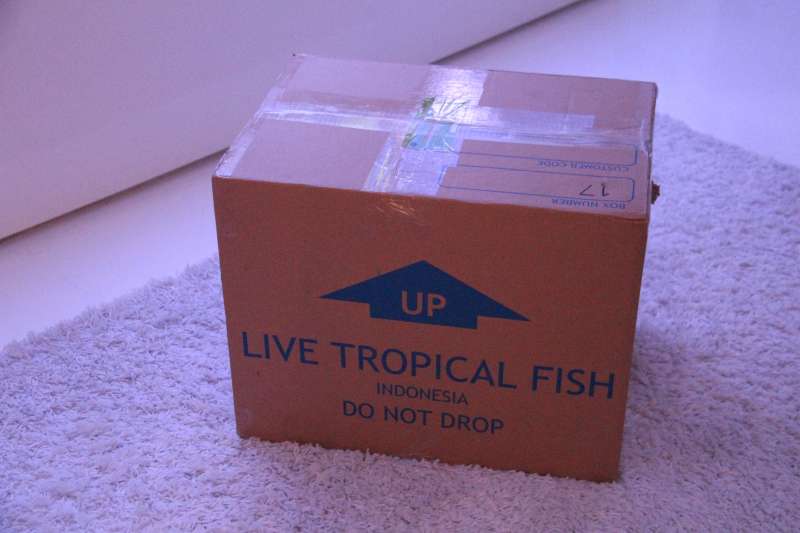 CUSTOMER CODE
17
BOX NUMBER
UP
LIVE TROPICAL FISH
INDONESIA
DO NOT DROP